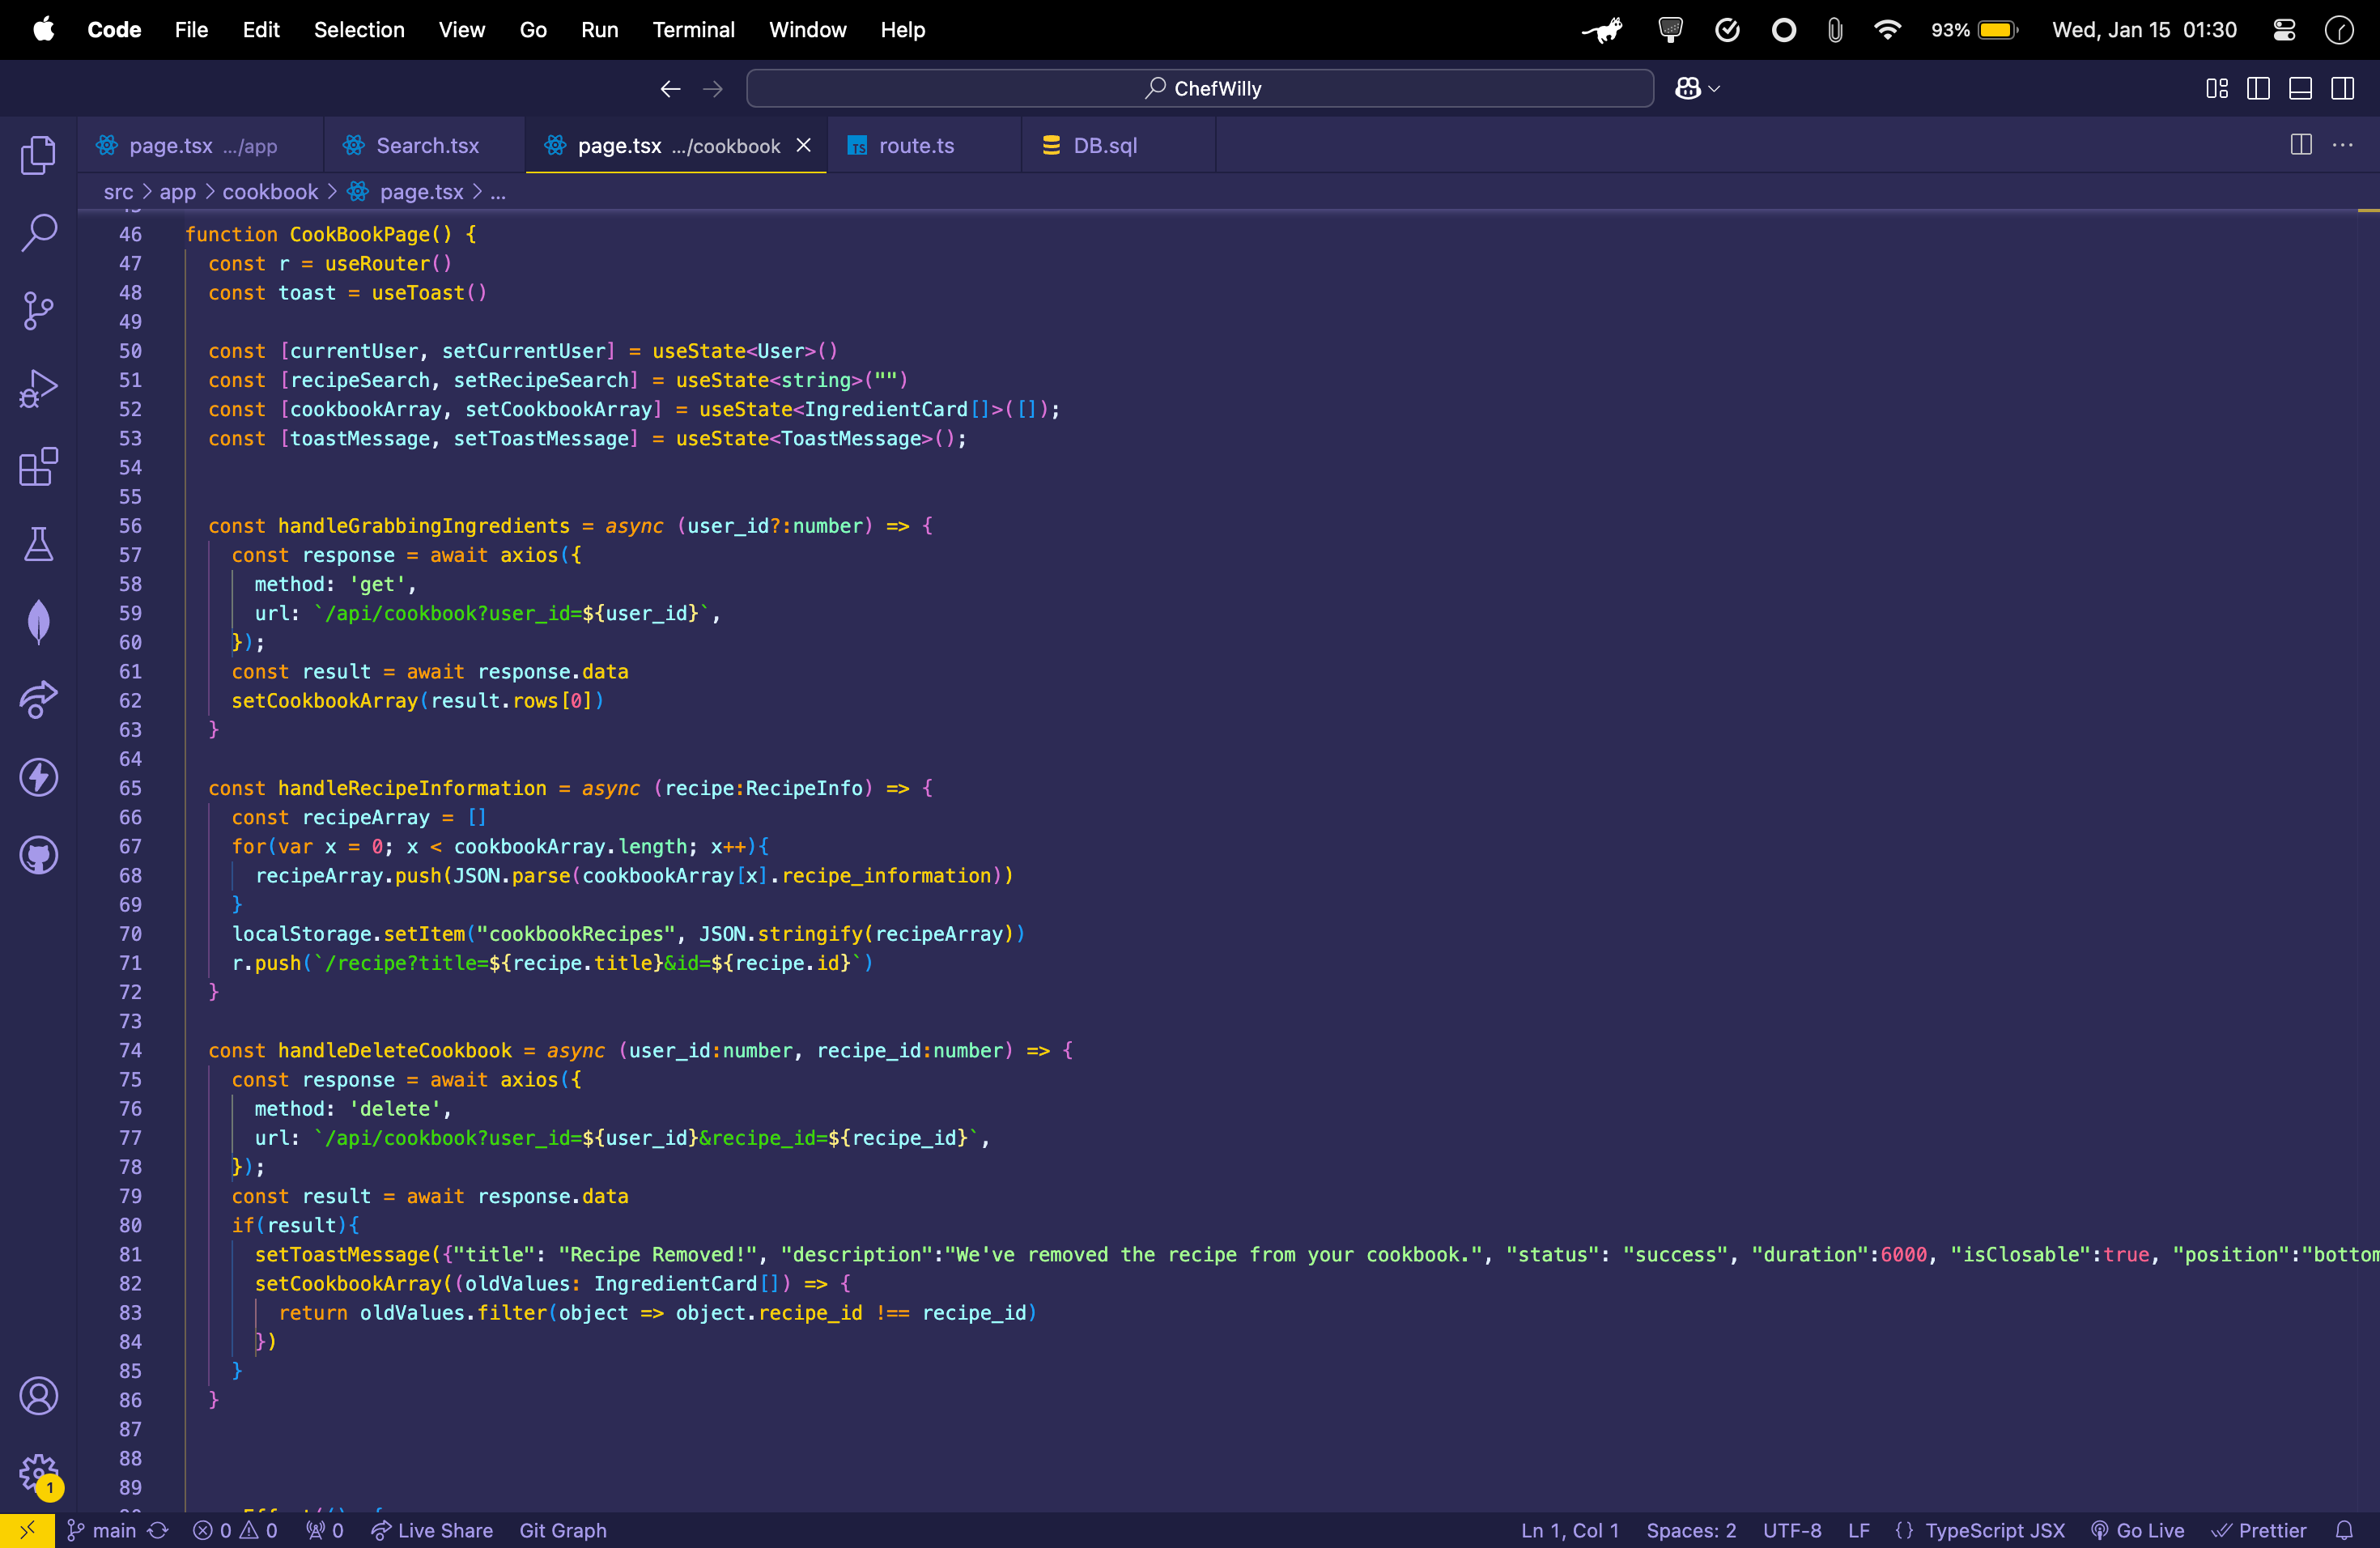 Code File Edit Selection View Go Run Terminal Window Help 93% Wed, Jan 15 01:30
ChefWilly
page.tsx .../app Search.tsx page.tsx .../cookbook route.ts DB.sql
src > app > cookbook > page.tsx > ...
46 function CookBookPage() {
47 const r = useRouter()
48 const toast = useToast()
49
50 const [currentUser, setCurrentUser] = useState<User>()
51 const [recipeSearch, setRecipeSearch] = useState<string>("")
52 const [cookbookArray, setCookbookArray] = useState<IngredientCard[]>([]);
53 const [toastMessage, setToastMessage] = useState<ToastMessage>();
54
55
56 const handleGrabbingIngredients = async (user_id?:number) => {
57 const response = await axios({
58 method: 'get',
59 url: `/api/cookbook?user_id=${user_id}`,
60 });
61 const result = await response.data
62 setCookbookArray(result.rows[0])
63 }
64
65 const handleRecipeInformation = async (recipe:RecipeInfo) => {
66 const recipeArray = []
67 for(var x = 0; x < cookbookArray.length; x++){
68 recipeArray.push(JSON.parse(cookbookArray[x].recipe_information))
69 }
70 localStorage.setItem("cookbookRecipes", JSON.stringify(recipeArray))
71 r.push(`/recipe?title=${recipe.title}&id=${recipe.id}`)
72 }
73
74 const handleDeleteCookbook = async (user_id:number, recipe_id:number) => {
75 const response = await axios({
76 method: 'delete',
77 url: `/api/cookbook?user_id=${user_id}&recipe_id=${recipe_id}`,
78 });
79 const result = await response.data
80 if(result){
81 setToastMessage({"title": "Recipe Removed!", "description":"We've removed the recipe from your cookbook.", "status": "success", "duration":6000, "isClosable":true, "position":"bottom
82 setCookbookArray((oldValues: IngredientCard[]) => {
83 return oldValues.filter(object => object.recipe_id !== recipe_id)
84 })
85 }
86 }
87
88
89
1
main 0 0 0 Live Share Git Graph Ln 1, Col 1 Spaces: 2 UTF-8 LF {} TypeScript JSX Go Live Prettier